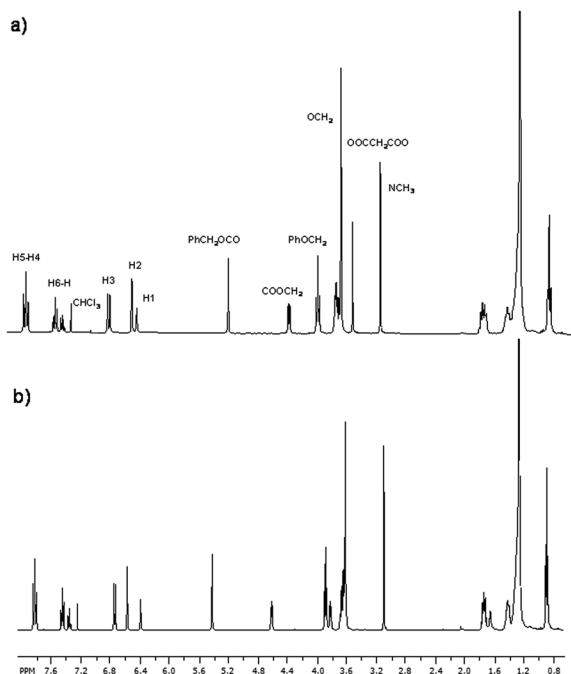 a)
OCH₂
OOCCH₂COO
NCH₃
PhCH₂OCO
PhOCH₂
H5-H4
H2
H6-H
H3
COOCH₂
H1
CHCl₃
b)
PPM 7.6 7.2 6.8 6.4 6.0 5.6 5.2 4.8 4.4 4.0 3.6 3.2 2.8 2.4 2.0 1.6 1.2 0.8